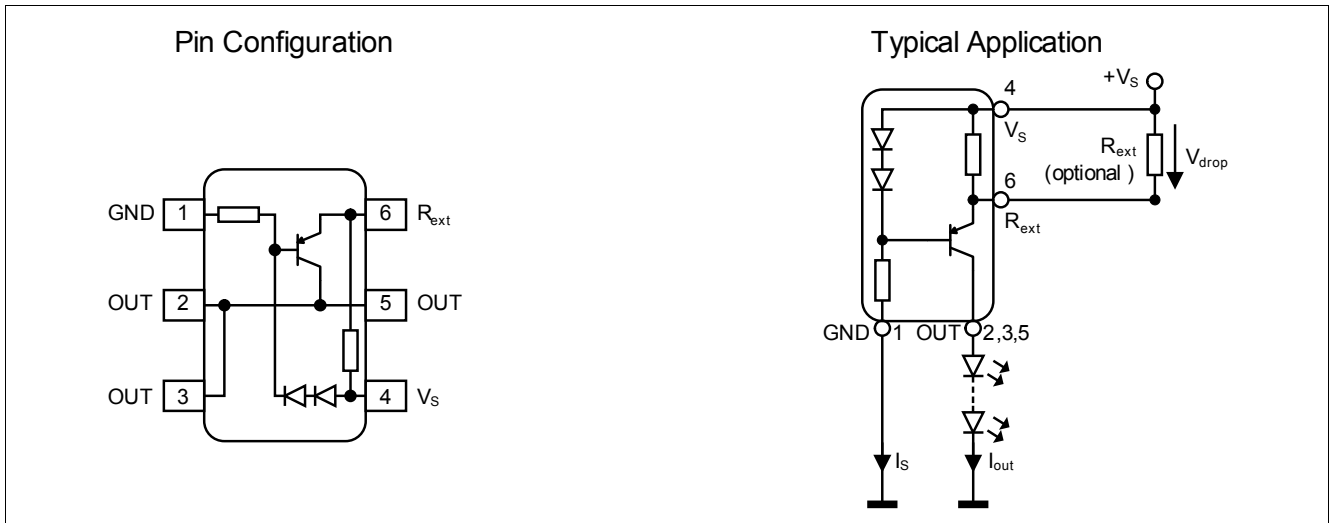 Pin Configuration
GND 1
OUT 2
OUT 3
6 Rext
5 OUT
4 VS
Typical Application
+VS
4
VS
Rext
(optional )
Vdrop
6
Rext
GND 1
OUT 2,3,5
IS
Iout